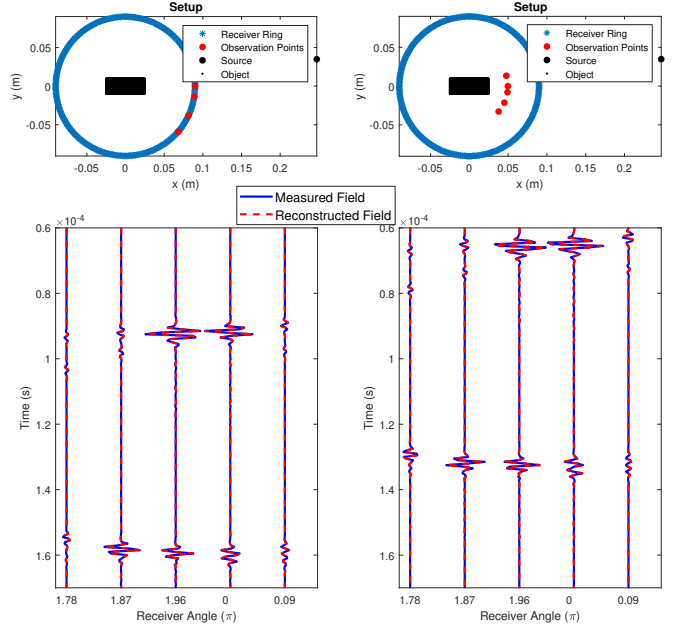 Setup
Receiver Ring
Observation Points
Source
Object
y (m)
0.05
0
-0.05
-0.05 0 0.05 0.1 0.15 0.2
x (m)
Setup
Receiver Ring
Observation Points
Source
Object
y (m)
0.05
0
-0.05
-0.05 0 0.05 0.1 0.15 0.2
x (m)
Measured Field
Reconstructed Field
×10⁻⁴
0.6
0.8
1
1.2
1.4
1.6
Time (s)
1.78 1.87 1.96 0 0.09
Receiver Angle (π)
×10⁻⁴
0.6
0.8
1
1.2
1.4
1.6
Time (s)
1.78 1.87 1.96 0 0.09
Receiver Angle (π)